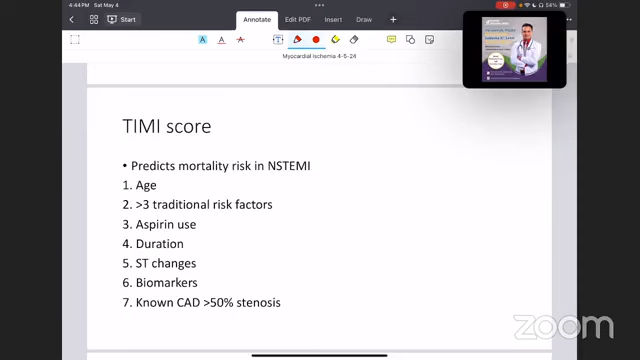 4:44 PM Sat May 4
54%
Start
Annotate
Edit PDF
Insert
Draw
Myocardial Ischemia 4-5-24
TIMI score
• Predicts mortality risk in NSTEMI
1. Age
2. >3 traditional risk factors
3. Aspirin use
4. Duration
5. ST changes
6. Biomarkers
7. Known CAD >50% stenosis
zoom